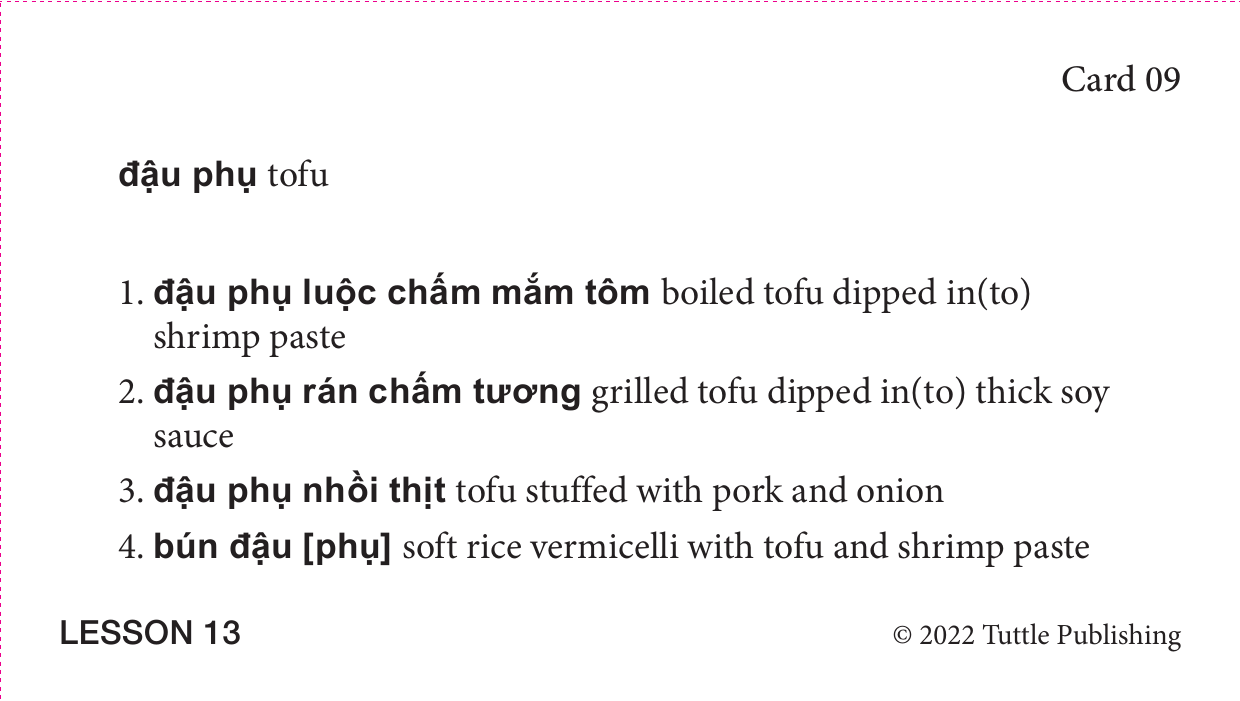 Card 09
đậu phụ tofu
1. đậu phụ luộc chấm mắm tôm boiled tofu dipped in(to)
shrimp paste
2. đậu phụ rán chấm tương grilled tofu dipped in(to) thick soy
sauce
3. đậu phụ nhồi thịt tofu stuffed with pork and onion
4. bún đậu [phụ] soft rice vermicelli with tofu and shrimp paste
LESSON 13
© 2022 Tuttle Publishing